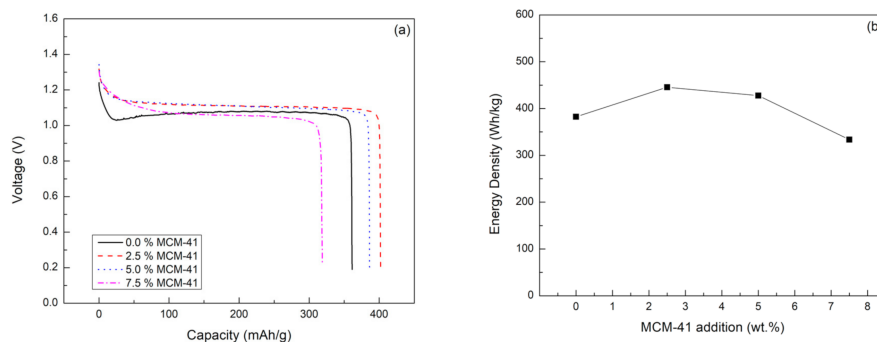 (a)
1.6
1.4
1.2
1.0
0.8
0.6
0.4
0.2
0.0
Voltage (V)
0.0 % MCM-41
2.5 % MCM-41
5.0 % MCM-41
7.5 % MCM-41
0 100 200 300 400
Capacity (mAh/g)
(b
600
500
400
300
200
100
0
Energy Density (Wh/kg)
0 1 2 3 4 5 6 7 8
MCM-41 addition (wt.%)